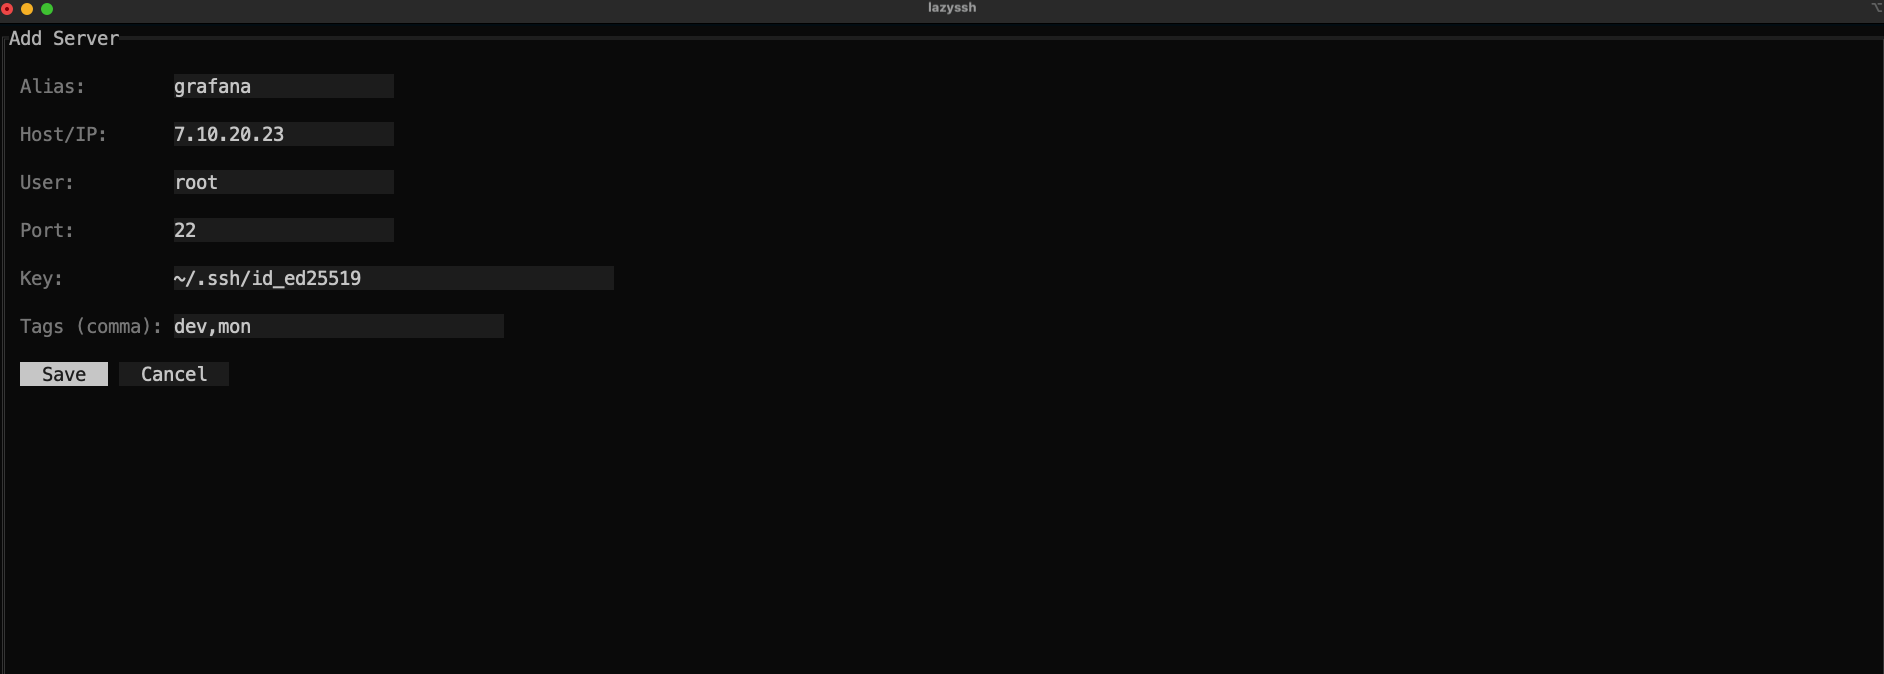 lazyssh
Add Server
Alias: grafana
Host/IP: 7.10.20.23
User: root
Port: 22
Key: ~/.ssh/id_ed25519
Tags (comma): dev,mon
Save Cancel